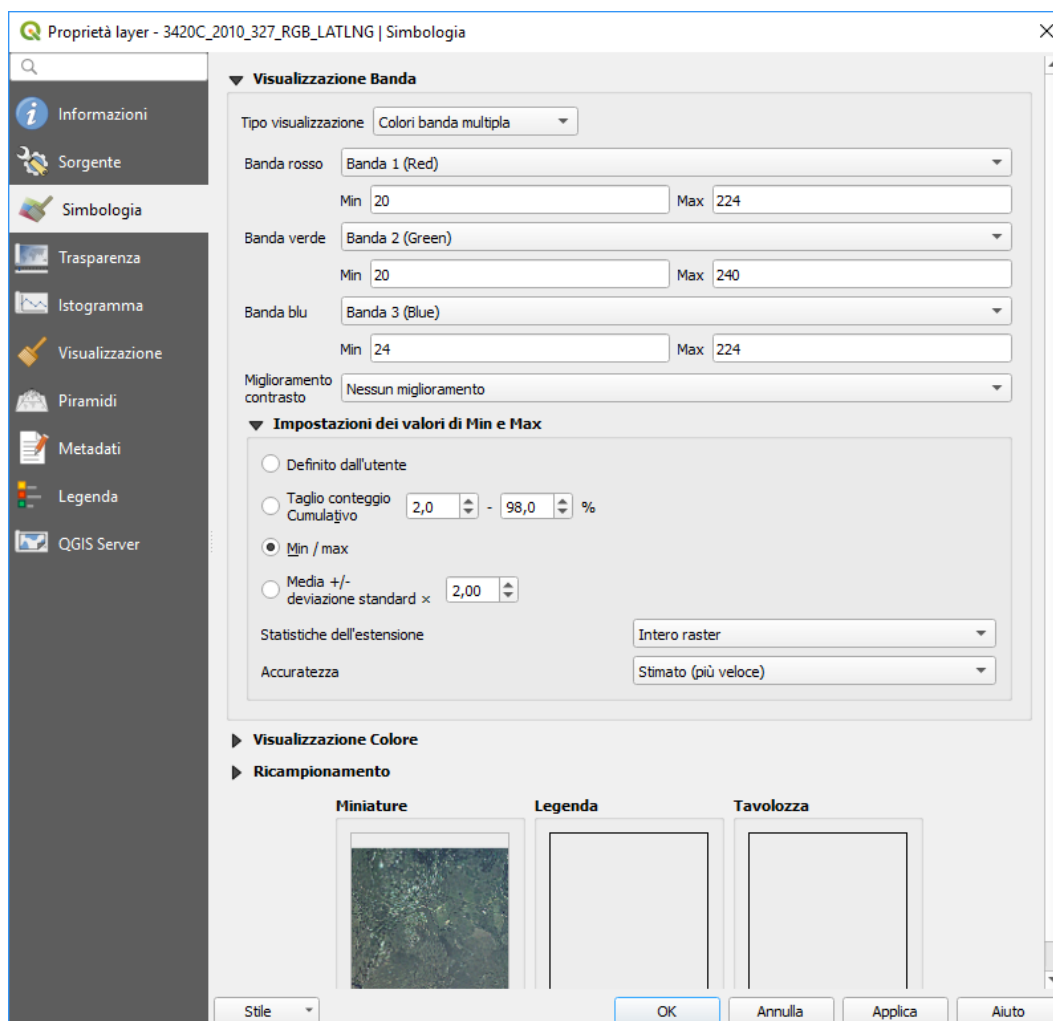 Proprietà layer - 3420C_2010_327_RGB_LATLNG | Simbologia
Informazioni
Sorgente
Simbologia
Trasparenza
Istogramma
Visualizzazione
Piramidi
Metadati
Legenda
QGIS Server
Visualizzazione Banda
Tipo visualizzazione Colori banda multipla
Banda rosso Banda 1 (Red)
Min 20 Max 224
Banda verde Banda 2 (Green)
Min 20 Max 240
Banda blu Banda 3 (Blue)
Min 24 Max 224
Miglioramento
contrasto Nessun miglioramento
Impostazioni dei valori di Min e Max
Definito dall'utente
Taglio conteggio
Cumulativo 2,0 - 98,0 %
Min / max
Media +/-
deviazione standard × 2,00
Statistiche dell'estensione Intero raster
Accuratezza Stimato (più veloce)
Visualizzazione Colore
Ricampionamento
Miniature Legenda Tavolozza
Stile OK Annulla Applica Aiuto